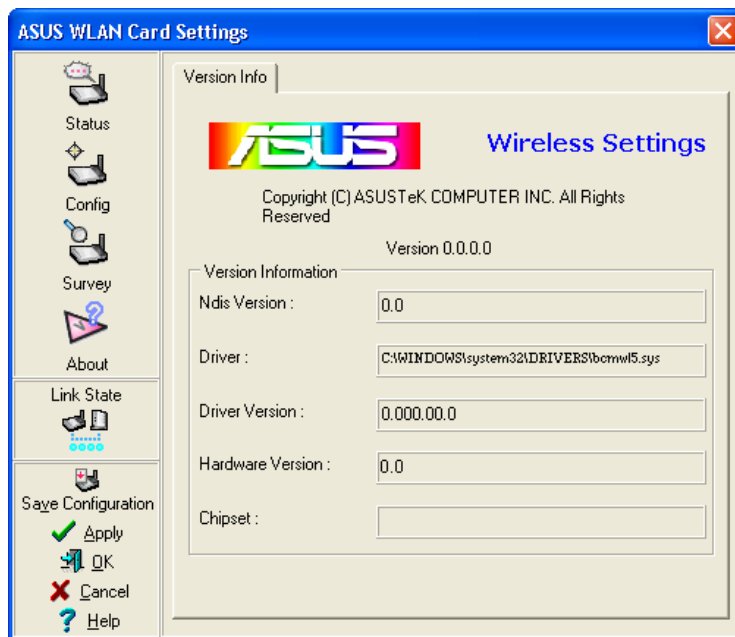 ASUS WLAN Card Settings
Status
Config
Survey
About
Link State
Save Configuration
Apply
OK
Cancel
Help
Version Info
ASUS
Wireless Settings
Copyright (C) ASUSTeK COMPUTER INC. All Rights
Reserved
Version 0.0.0.0
Version Information
Ndis Version :
0.0
Driver :
C:\WINDOWS\system32\DRIVERS\bcmwl5.sys
Driver Version :
0.000.00.0
Hardware Version :
0.0
Chipset :